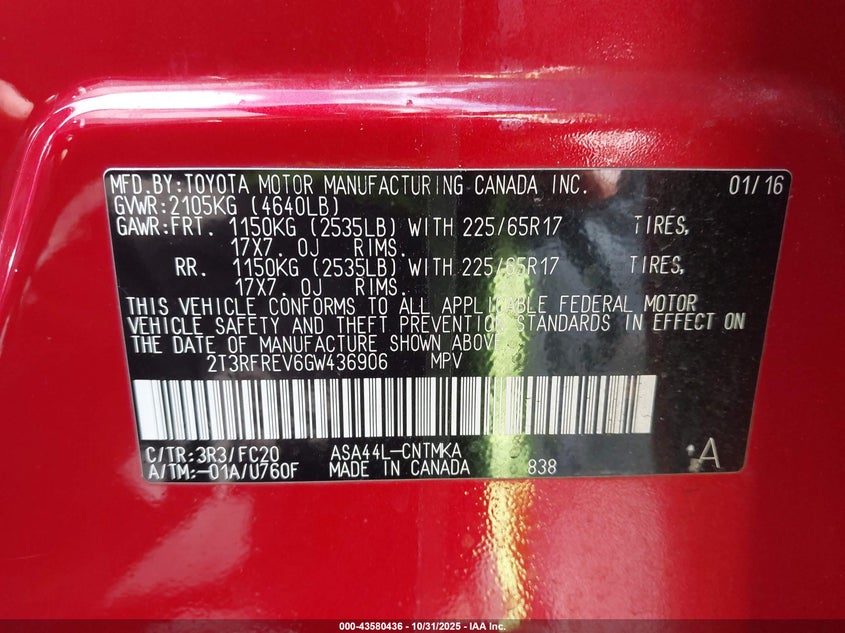 MFD.BY:TOYOTA MOTOR MANUFACTURING CANADA INC. 01/16
GVWR:2105KG (4640LB)
GAWR:FRT. 1150KG (2535LB) WITH 225/65R17 TIRES,
17X7. OJ RIMS.
RR. 1150KG (2535LB) WITH 225/65R17 TIRES,
17X7. OJ RIMS.
THIS VEHICLE CONFORMS TO ALL APPLICABLE FEDERAL MOTOR
VEHICLE SAFETY AND THEFT PREVENTION STANDARDS IN EFFECT ON
THE DATE OF MANUFACTURE SHOWN ABOVE.
2T3RFREV6GW436906 MPV
C/TR:3R3/FC20 ASA44L-CNTMKA
A/TM:-01A/U760F MADE IN CANADA 838 A
000-43580436 - 10/31/2025 - IAA Inc.